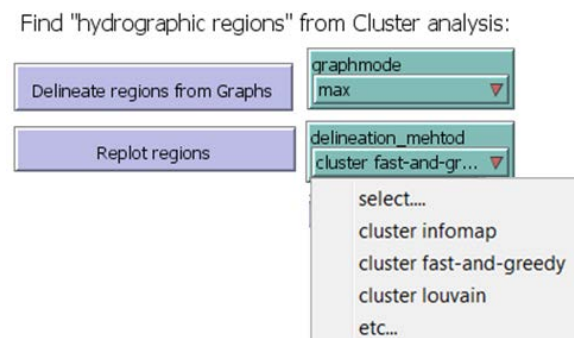 Find "hydrographic regions" from Cluster analysis:
Delineate regions from Graphs
graphmode
max
Replot regions
delineation_mehtod
cluster fast-and-gr...
select....
cluster infomap
cluster fast-and-greedy
cluster louvain
etc...